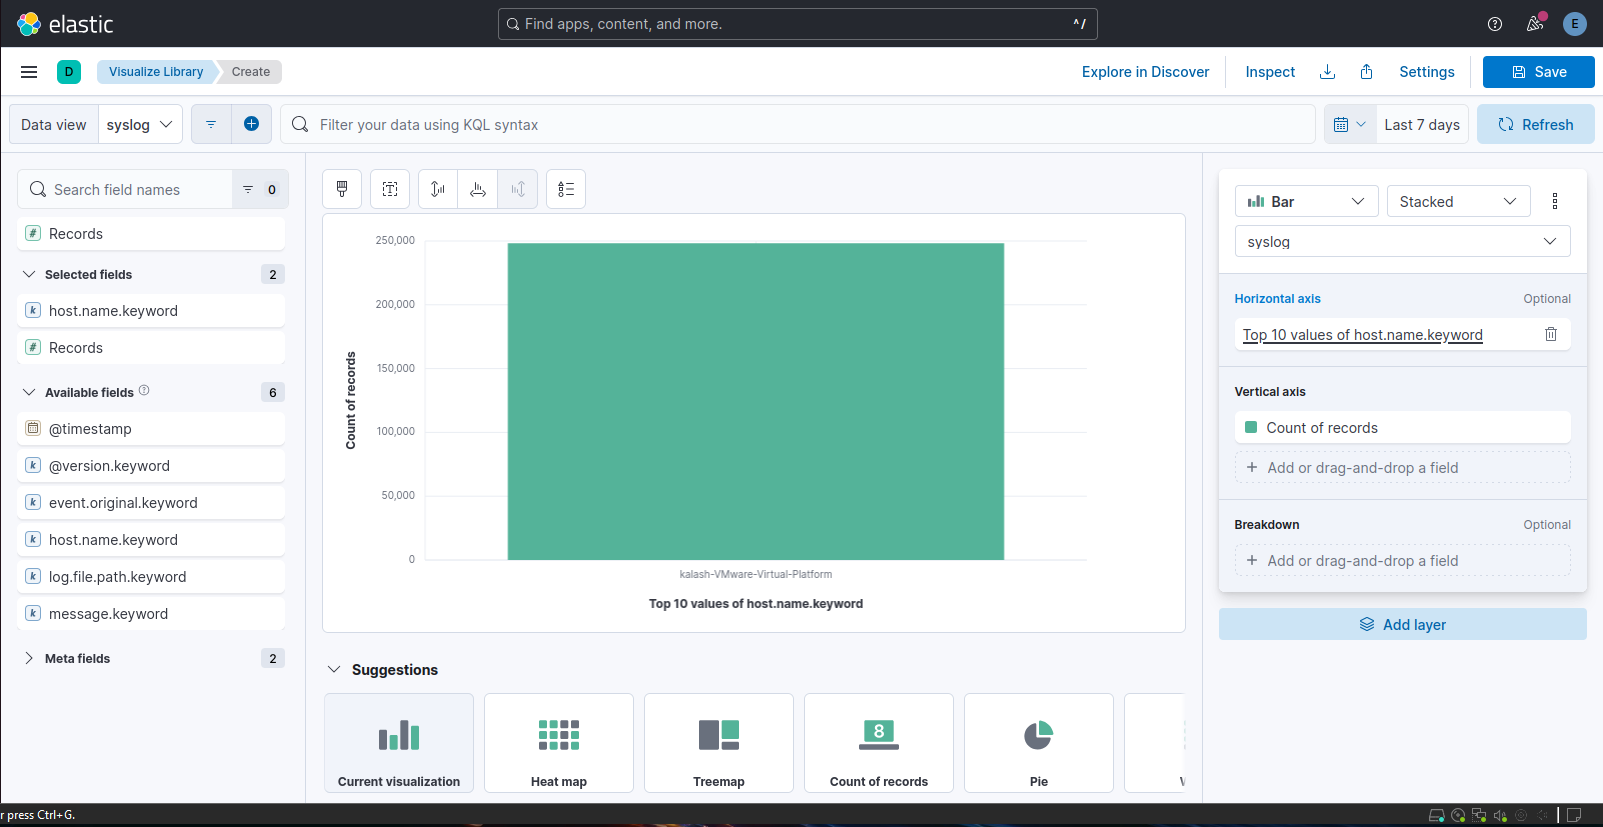 elastic
Find apps, content, and more.
^/
E
D
Visualize Library
Create
Explore in Discover
Inspect
Settings
Save
Data view
syslog
Filter your data using KQL syntax
Last 7 days
Refresh
Search field names
0
Records
Selected fields
2
host.name.keyword
Records
Available fields
6
@timestamp
@version.keyword
event.original.keyword
host.name.keyword
log.file.path.keyword
message.keyword
Meta fields
2
250,000
200,000
150,000
100,000
50,000
0
Count of records
kalash-VMware-Virtual-Platform
Top 10 values of host.name.keyword
Suggestions
Current visualization
Heat map
Treemap
8
Count of records
Pie
Bar
Stacked
syslog
Horizontal axis
Optional
Top 10 values of host.name.keyword
Vertical axis
Count of records
Add or drag-and-drop a field
Breakdown
Optional
Add or drag-and-drop a field
Add layer
r press Ctrl+G.